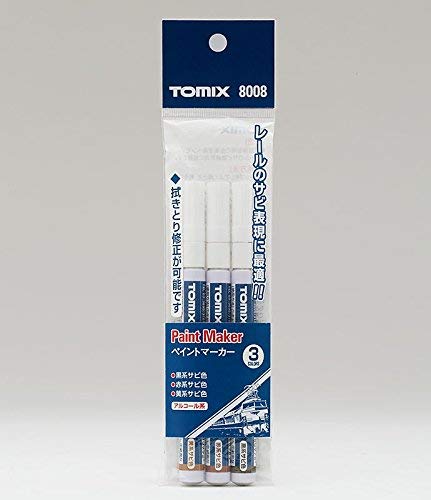 TOMIX 8008
レールのサビ表現に最適!!
◆拭きとり修正が可能です
TOMIX
TOMIX
TOMIX
Paint Maker
ペイントマーカー
3
黒系サビ色
赤系サビ色
黄系サビ色
アルコール系